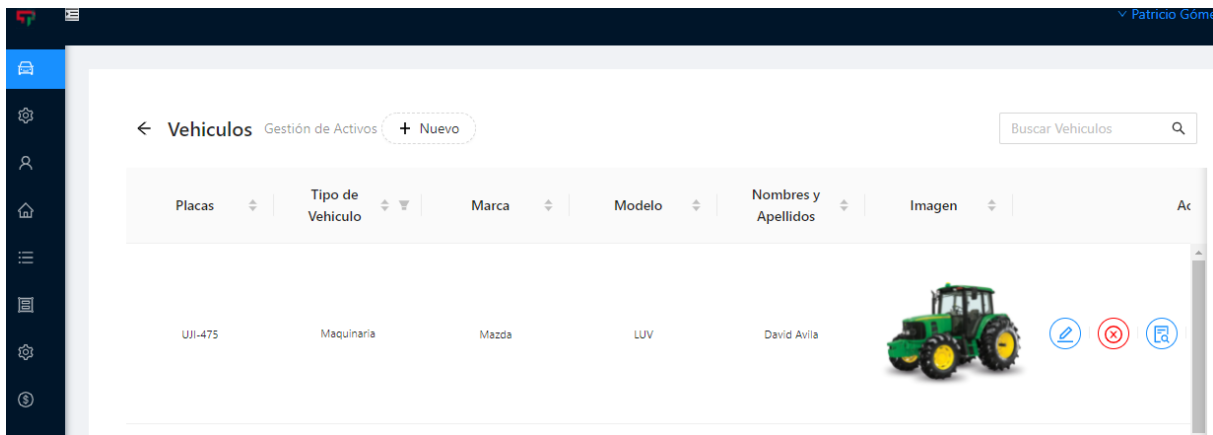 Patricio Góme
Vehiculos Gestión de Activos + Nuevo Buscar Vehiculos
Placas Tipo de Vehiculo Marca Modelo Nombres y Apellidos Imagen Ac
UJI-475 Maquinaria Mazda LUV David Avila